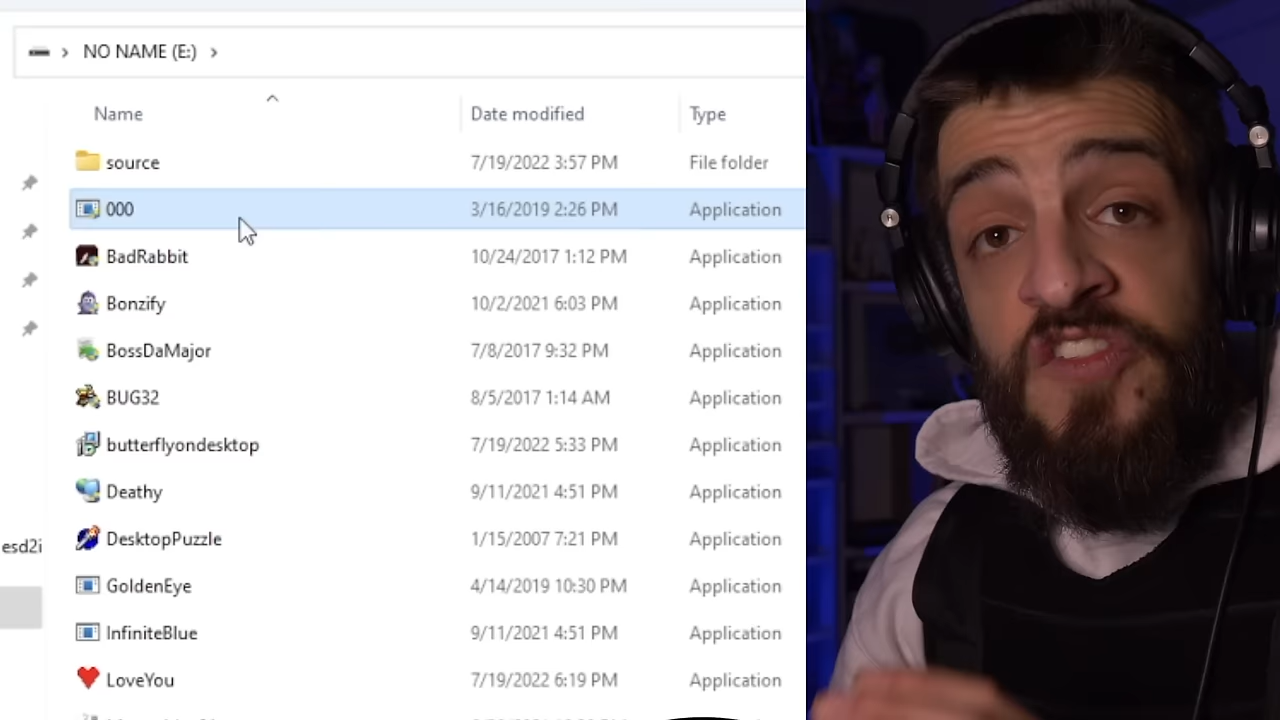 NO NAME (E:)
Name Date modified Type
source 7/19/2022 3:57 PM File folder
000 3/16/2019 2:26 PM Application
BadRabbit 10/24/2017 1:12 PM Application
Bonzify 10/2/2021 6:03 PM Application
BossDaMajor 7/8/2017 9:32 PM Application
BUG32 8/5/2017 1:14 AM Application
butterflyondesktop 7/19/2022 5:33 PM Application
Deathy 9/11/2021 4:51 PM Application
esd2i
DesktopPuzzle 1/15/2007 7:21 PM Application
GoldenEye 4/14/2019 10:30 PM Application
InfiniteBlue 9/11/2021 4:51 PM Application
LoveYou 7/19/2022 6:19 PM Application